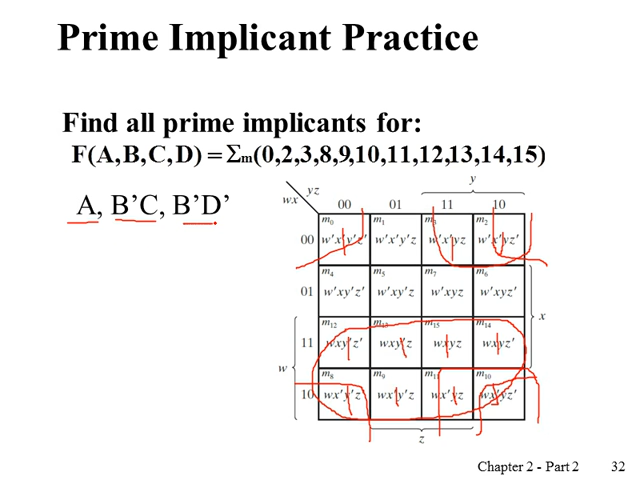 Prime Implicant Practice
Find all prime implicants for:
F(A,B,C,D) = Σm(0,2,3,8,9,10,11,12,13,14,15)
A, B’C, B’D’
y
yz
wx
00 01 11 10
m0 m1 m3 m2
00 w'x'y'z' w'x'y'z w'x'yz w'x'yz'
m4 m5 m7 m6
01 w'xy'z' w'xy'z w'xyz w'xyz'
x
m12 m13 m15 m14
11 wxy'z' wxy'z wxyz wxyz'
w
m8 m9 m11 m10
10 wx'y'z' wx'y'z wx'yz wx'yz'
z
Chapter 2 - Part 2 32